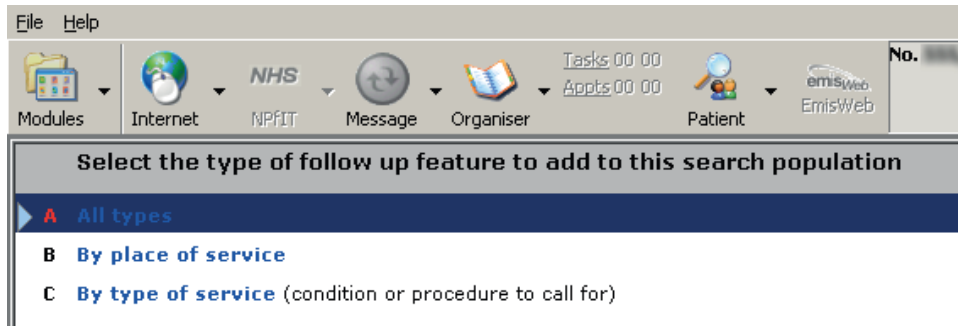 File Help
Tasks 00 00
No.
NHS
Appts 00 00
emisWeb
Modules Internet NPfIT Message Organiser Patient EmisWeb
Select the type of follow up feature to add to this search population
A All types
B By place of service
C By type of service (condition or procedure to call for)